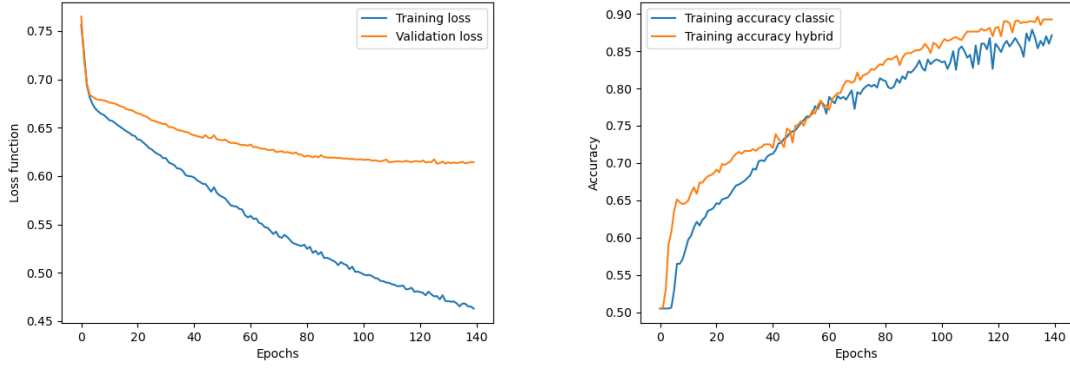 Training loss
Validation loss
0.75
0.70
0.65
0.60
0.55
0.50
0.45
Loss function
0 20 40 60 80 100 120 140
Epochs
Training accuracy classic
Training accuracy hybrid
0.90
0.85
0.80
0.75
0.70
0.65
0.60
0.55
0.50
Accuracy
0 20 40 60 80 100 120 140
Epochs